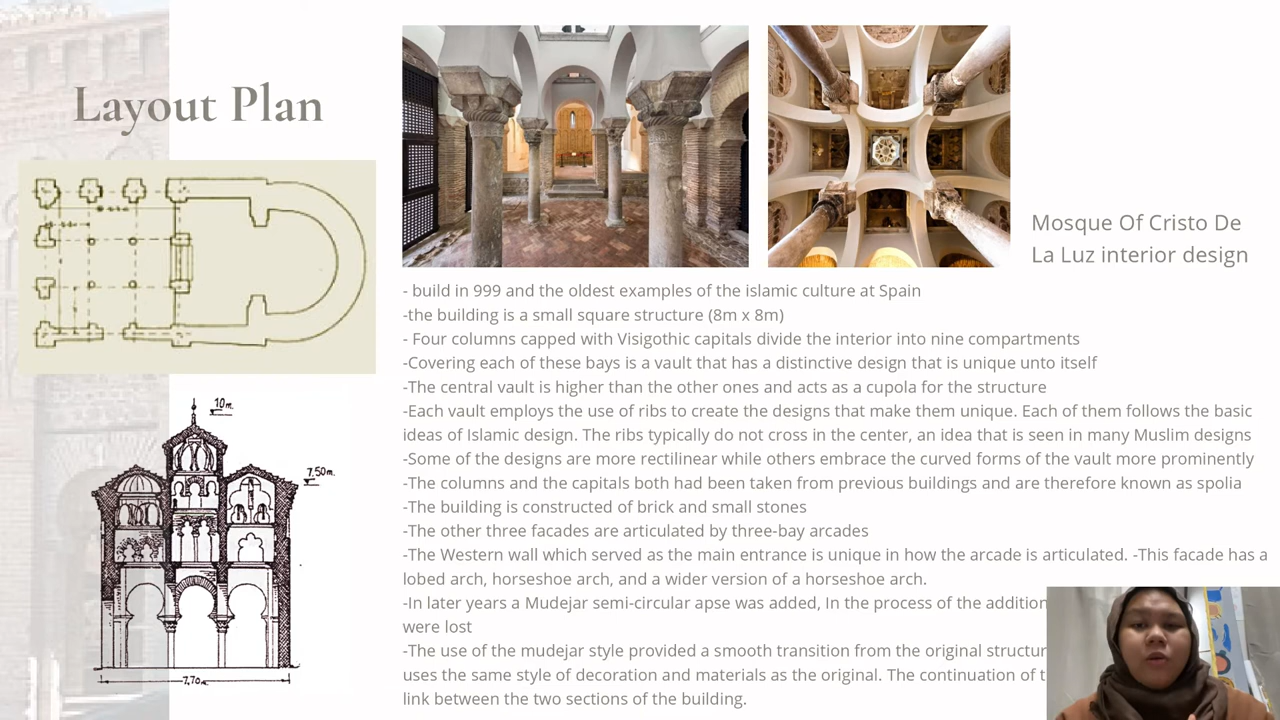 Layout Plan
Mosque Of Cristo De
La Luz interior design
- build in 999 and the oldest examples of the Islamic culture at Spain
-the building is a small square structure (8m x 8m)
- Four columns capped with Visigothic capitals divide the interior into nine compartments
-Covering each of these bays is a vault that has a distinctive design that is unique unto itself
-The central vault is higher than the other ones and acts as a cupola for the structure
-Each vault employs the use of ribs to create the designs that make them unique. Each of them follows the basic
ideas of Islamic design. The ribs typically do not cross in the center, an idea that is seen in many Muslim designs
-Some of the designs are more rectilinear while others embrace the curved forms of the vault more prominently
-The columns and the capitals both had been taken from previous buildings and are therefore known as spolia
-The building is constructed of brick and small stones
-The other three facades are articulated by three-bay arcades
-The Western wall which served as the main entrance is unique in how the arcade is articulated. -This facade has a
lobed arch, horseshoe arch, and a wider version of a horseshoe arch.
-In later years a Mudejar semi-circular apse was added, In the process of the addition
were lost
-The use of the mudejar style provided a smooth transition from the original
uses the same style of decoration and materials as the original. The continuation of
link between the two sections of the building.
10m.
7,50m.
7,70m.